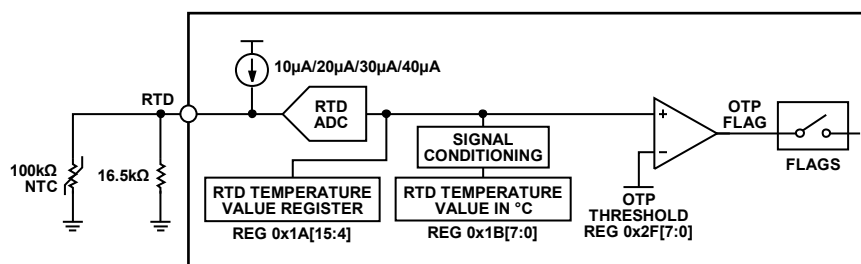 10µA/20µA/30µA/40µA
RTD
RTD
ADC
100kΩ
NTC
16.5kΩ
RTD TEMPERATURE
VALUE REGISTER
REG 0x1A[15:4]
SIGNAL
CONDITIONING
RTD TEMPERATURE
VALUE IN °C
REG 0x1B[7:0]
+
–
OTP
THRESHOLD
REG 0x2F[7:0]
OTP
FLAG
FLAGS